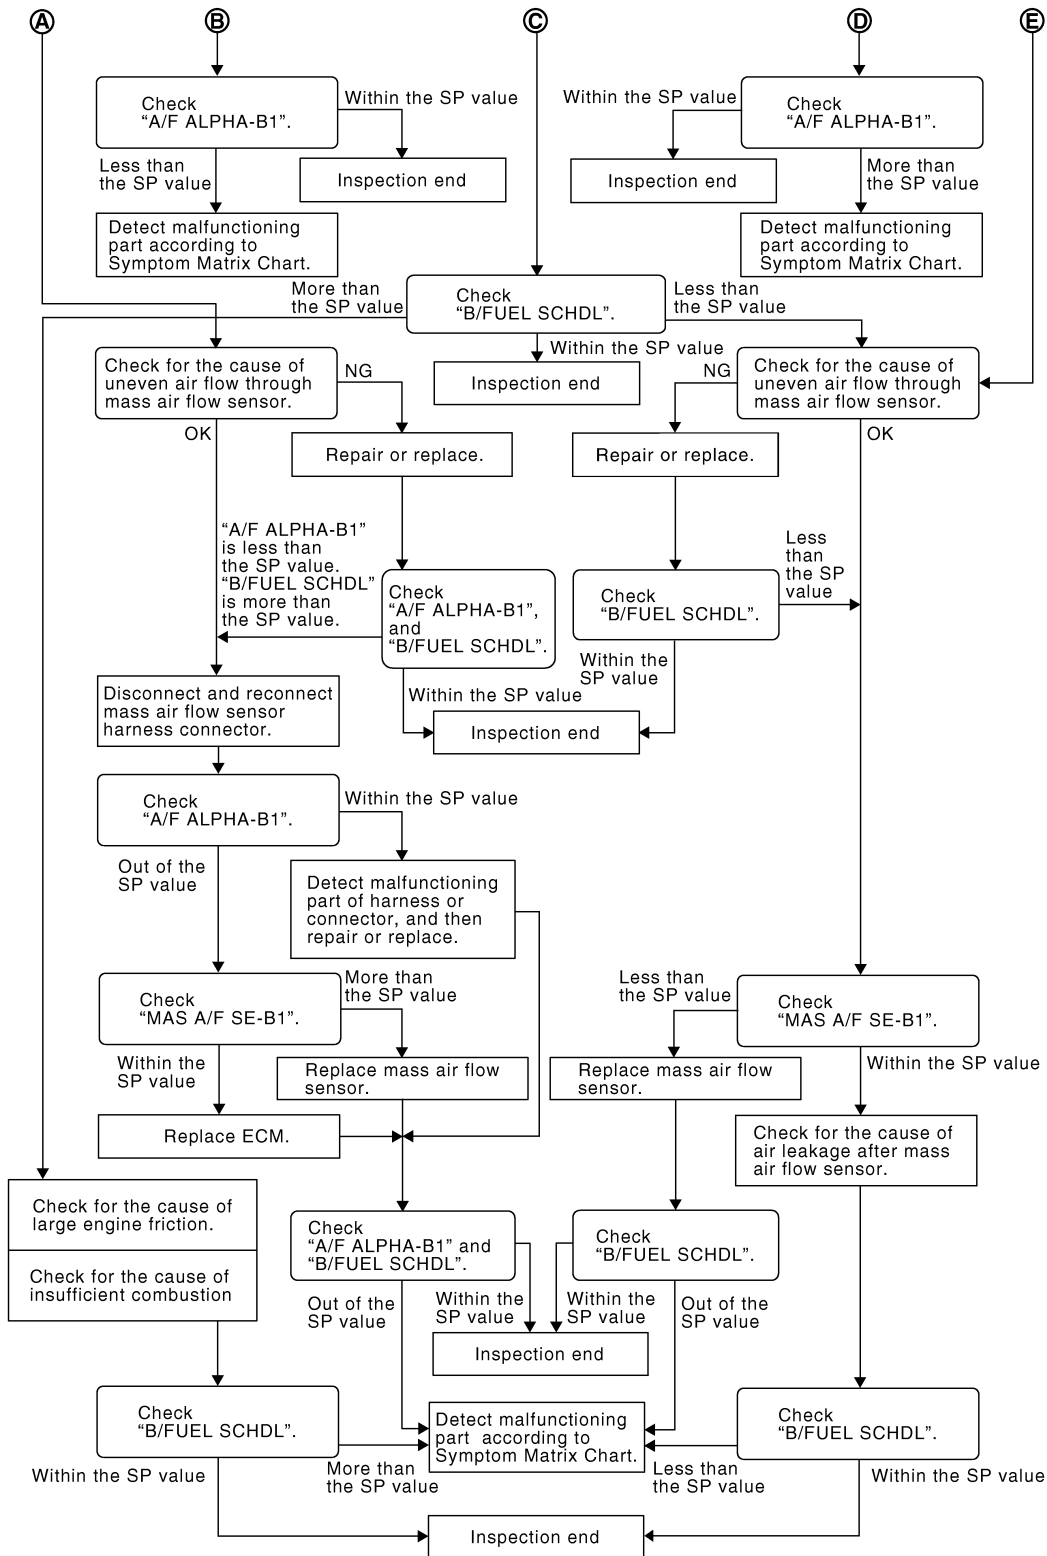 A
B
C
D
E
Check
“A/F ALPHA-B1”.
Within the SP value
Less than
the SP value
Inspection end
Detect malfunctioning
part according to
Symptom Matrix Chart.
Within the SP value
Check
“A/F ALPHA-B1”.
Inspection end
More than
the SP value
Detect malfunctioning
part according to
Symptom Matrix Chart.
More than
the SP value
Check
“B/FUEL SCHDL”.
Less than
the SP value
Within the SP value
Inspection end
Check for the cause of
uneven air flow through
mass air flow sensor.
NG
OK
Repair or replace.
NG
Check for the cause of
uneven air flow through
mass air flow sensor.
OK
Repair or replace.
“A/F ALPHA-B1”
is less than
the SP value.
“B/FUEL SCHDL”
is more than
the SP value.
Check
“A/F ALPHA-B1”,
and
“B/FUEL SCHDL”.
Check
“B/FUEL SCHDL”.
Less
than
the SP
value
Within the SP value
Within the
SP value
Inspection end
Disconnect and reconnect
mass air flow sensor
harness connector.
Check
“A/F ALPHA-B1”.
Within the SP value
Out of the
SP value
Detect malfunctioning
part of harness or
connector, and then
repair or replace.
Check
“MAS A/F SE-B1”.
More than
the SP value
Within the
SP value
Replace mass air flow
sensor.
Replace ECM.
Less than
the SP value
Check
“MAS A/F SE-B1”.
Within the SP value
Replace mass air flow
sensor.
Check for the cause of
air leakage after mass
air flow sensor.
Check for the cause of
large engine friction.
Check for the cause of
insufficient combustion
Check
“A/F ALPHA-B1” and
“B/FUEL SCHDL”.
Check
“B/FUEL SCHDL”.
Out of the
SP value
Within the
SP value
Within the
SP value
Out of the
SP value
Inspection end
Check
“B/FUEL SCHDL”.
Detect malfunctioning
part according to
Symptom Matrix Chart.
Check
“B/FUEL SCHDL”.
Within the SP value
More than
the SP value
Less than
the SP value
Within the SP value
Inspection end